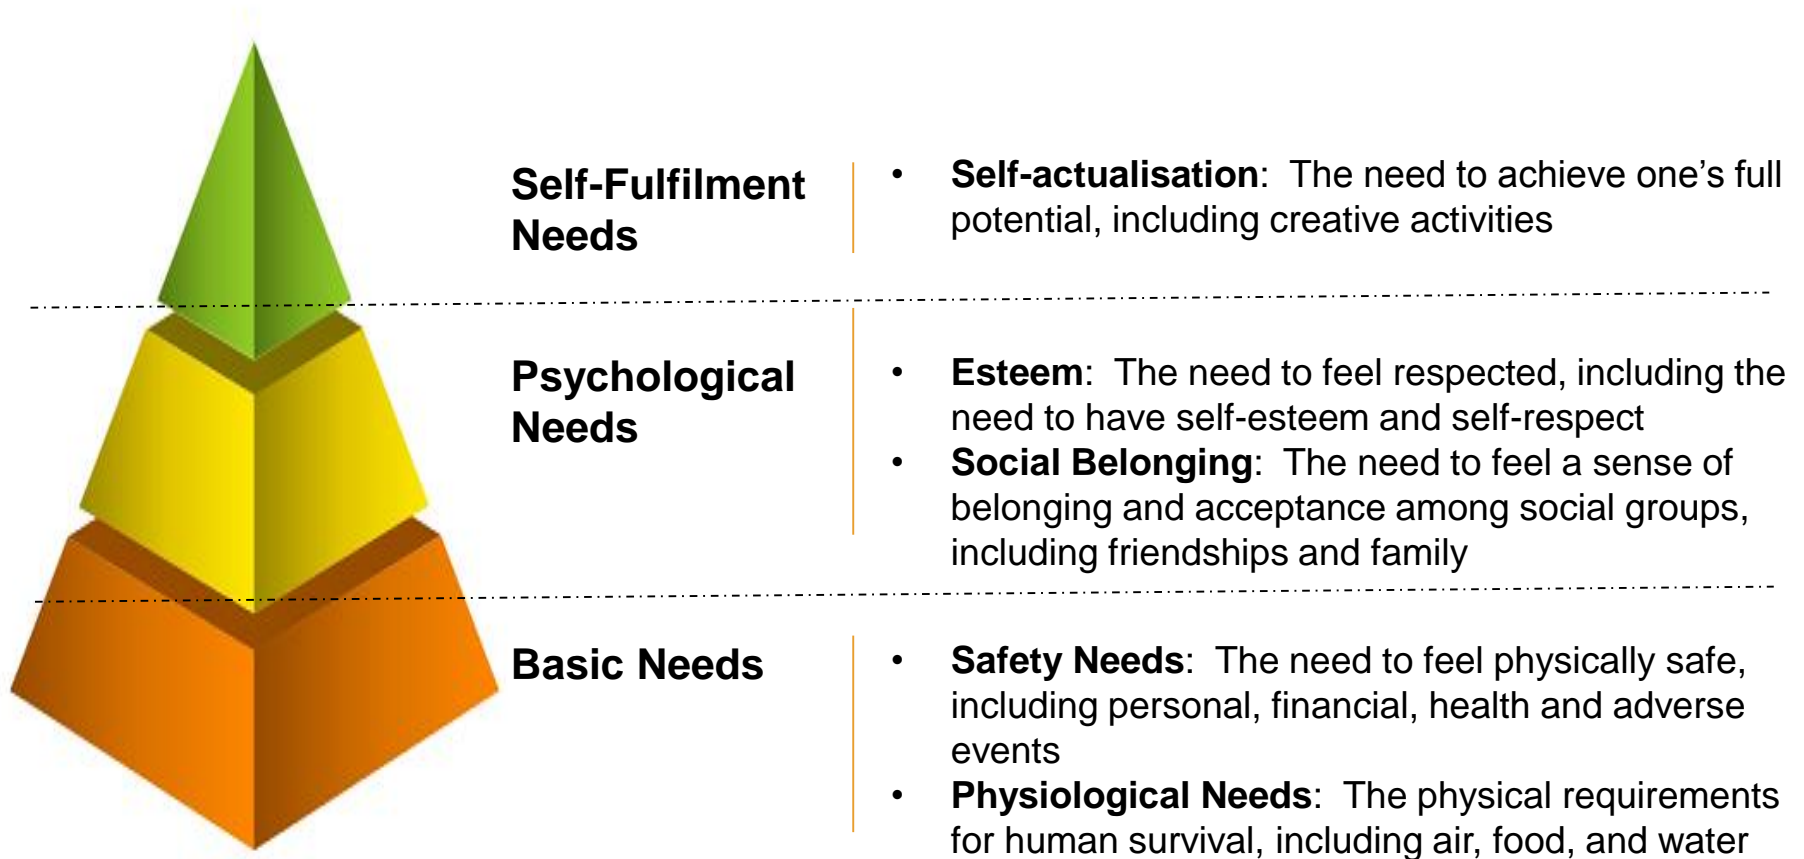 Self-Fulfilment
Needs
• Self-actualisation: The need to achieve one’s full
potential, including creative activities
Psychological
Needs
• Esteem: The need to feel respected, including the
need to have self-esteem and self-respect
• Social Belonging: The need to feel a sense of
belonging and acceptance among social groups,
including friendships and family
Basic Needs
• Safety Needs: The need to feel physically safe,
including personal, financial, health and adverse
events
• Physiological Needs: The physical requirements
for human survival, including air, food, and water